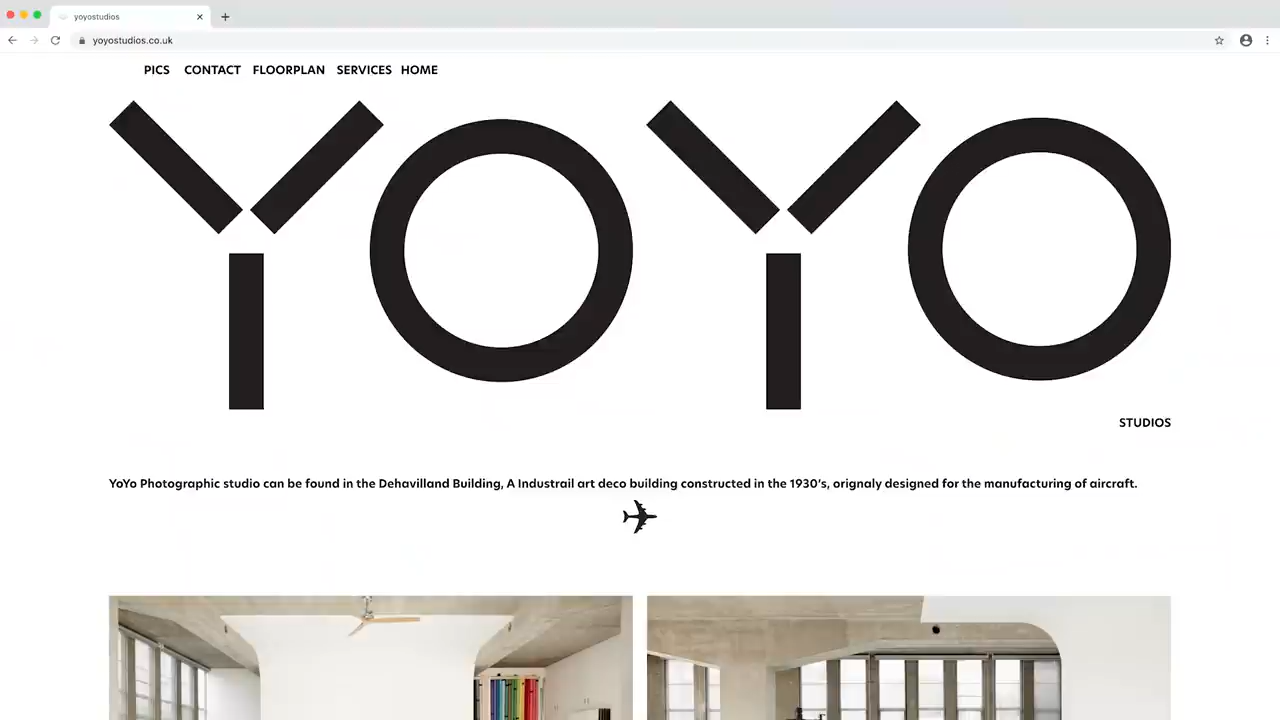 yoyostudios
yoyostudios.co.uk
PICS CONTACT FLOORPLAN SERVICES HOME
YOYO
STUDIOS
YoYo Photographic studio can be found in the Dehavilland Building, A Industrail art deco building constructed in the 1930's, orignaly designed for the manufacturing of aircraft.